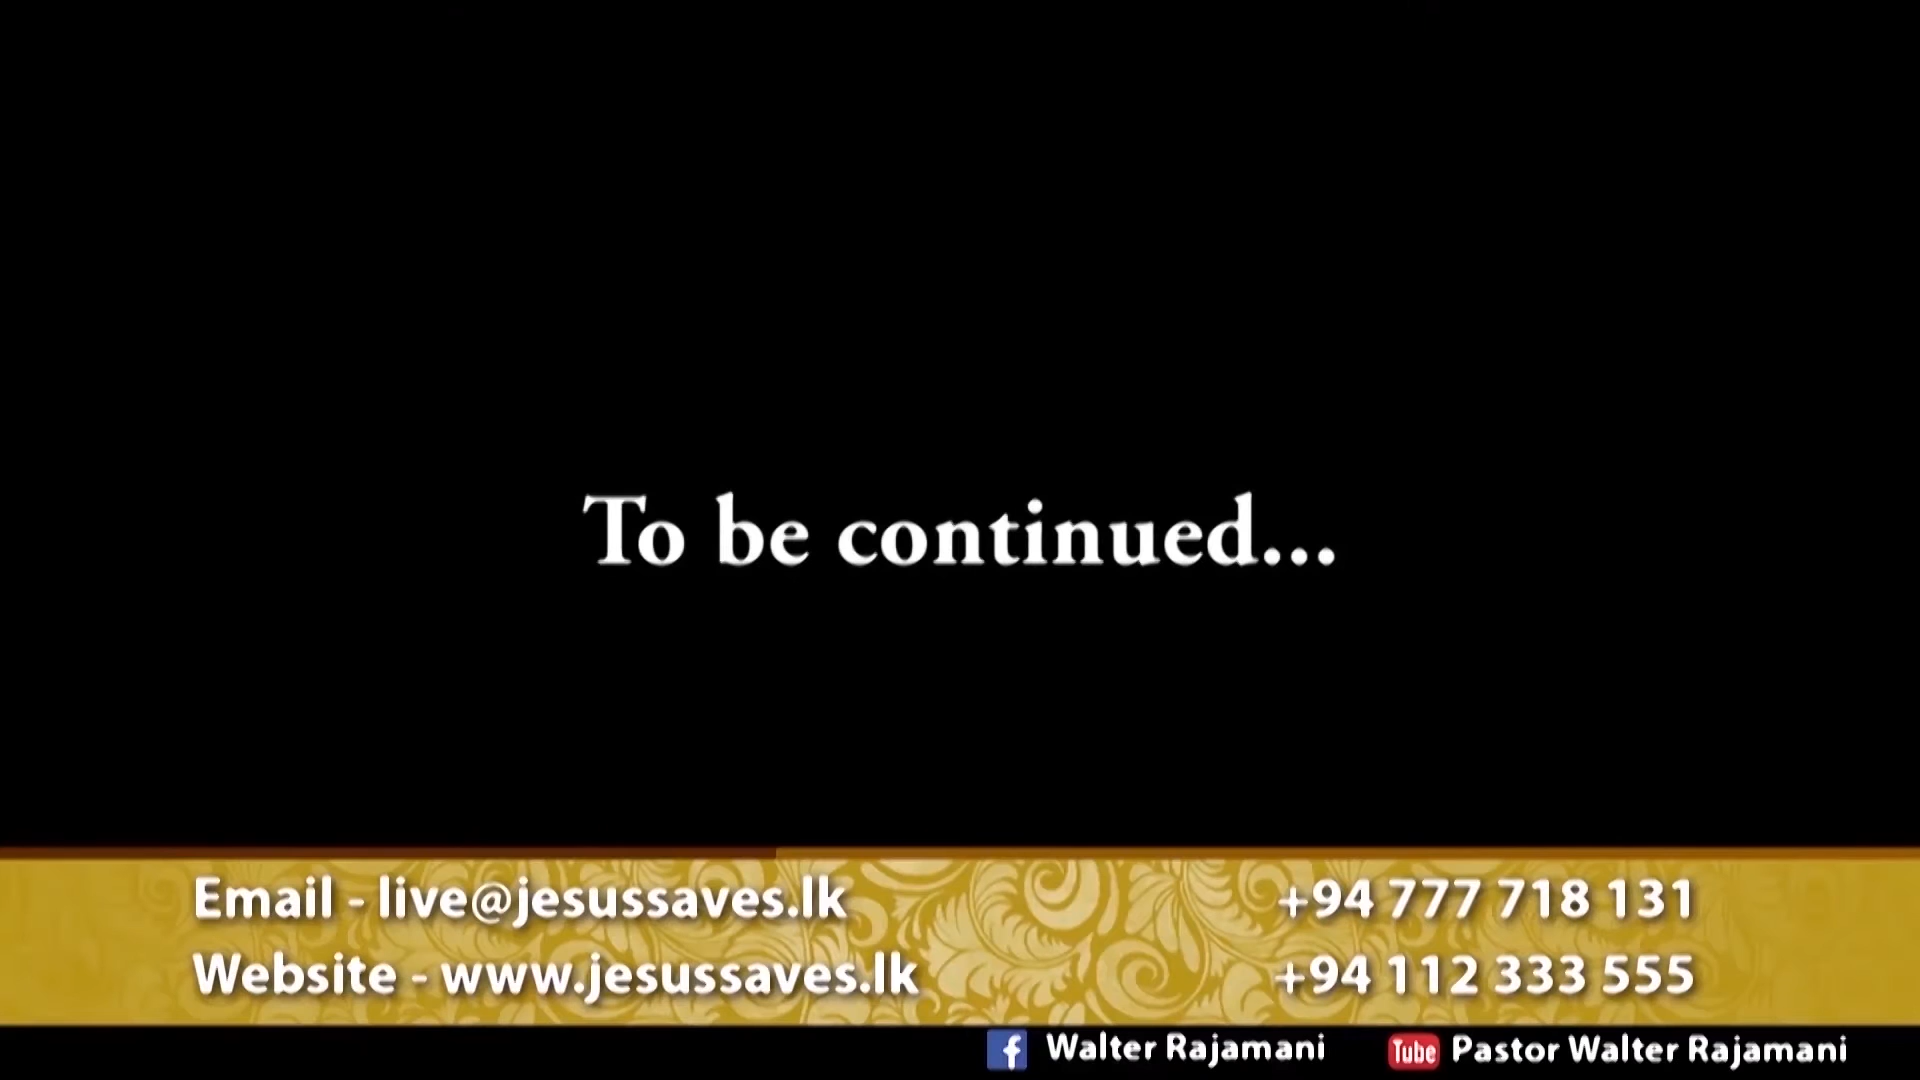 To be continued...
Email - live@jesussaves.lk
+94 777 718 131
Website - www.jesussaves.lk
+94 112 333 555
f Walter Rajamani
Tube Pastor Walter Rajamani